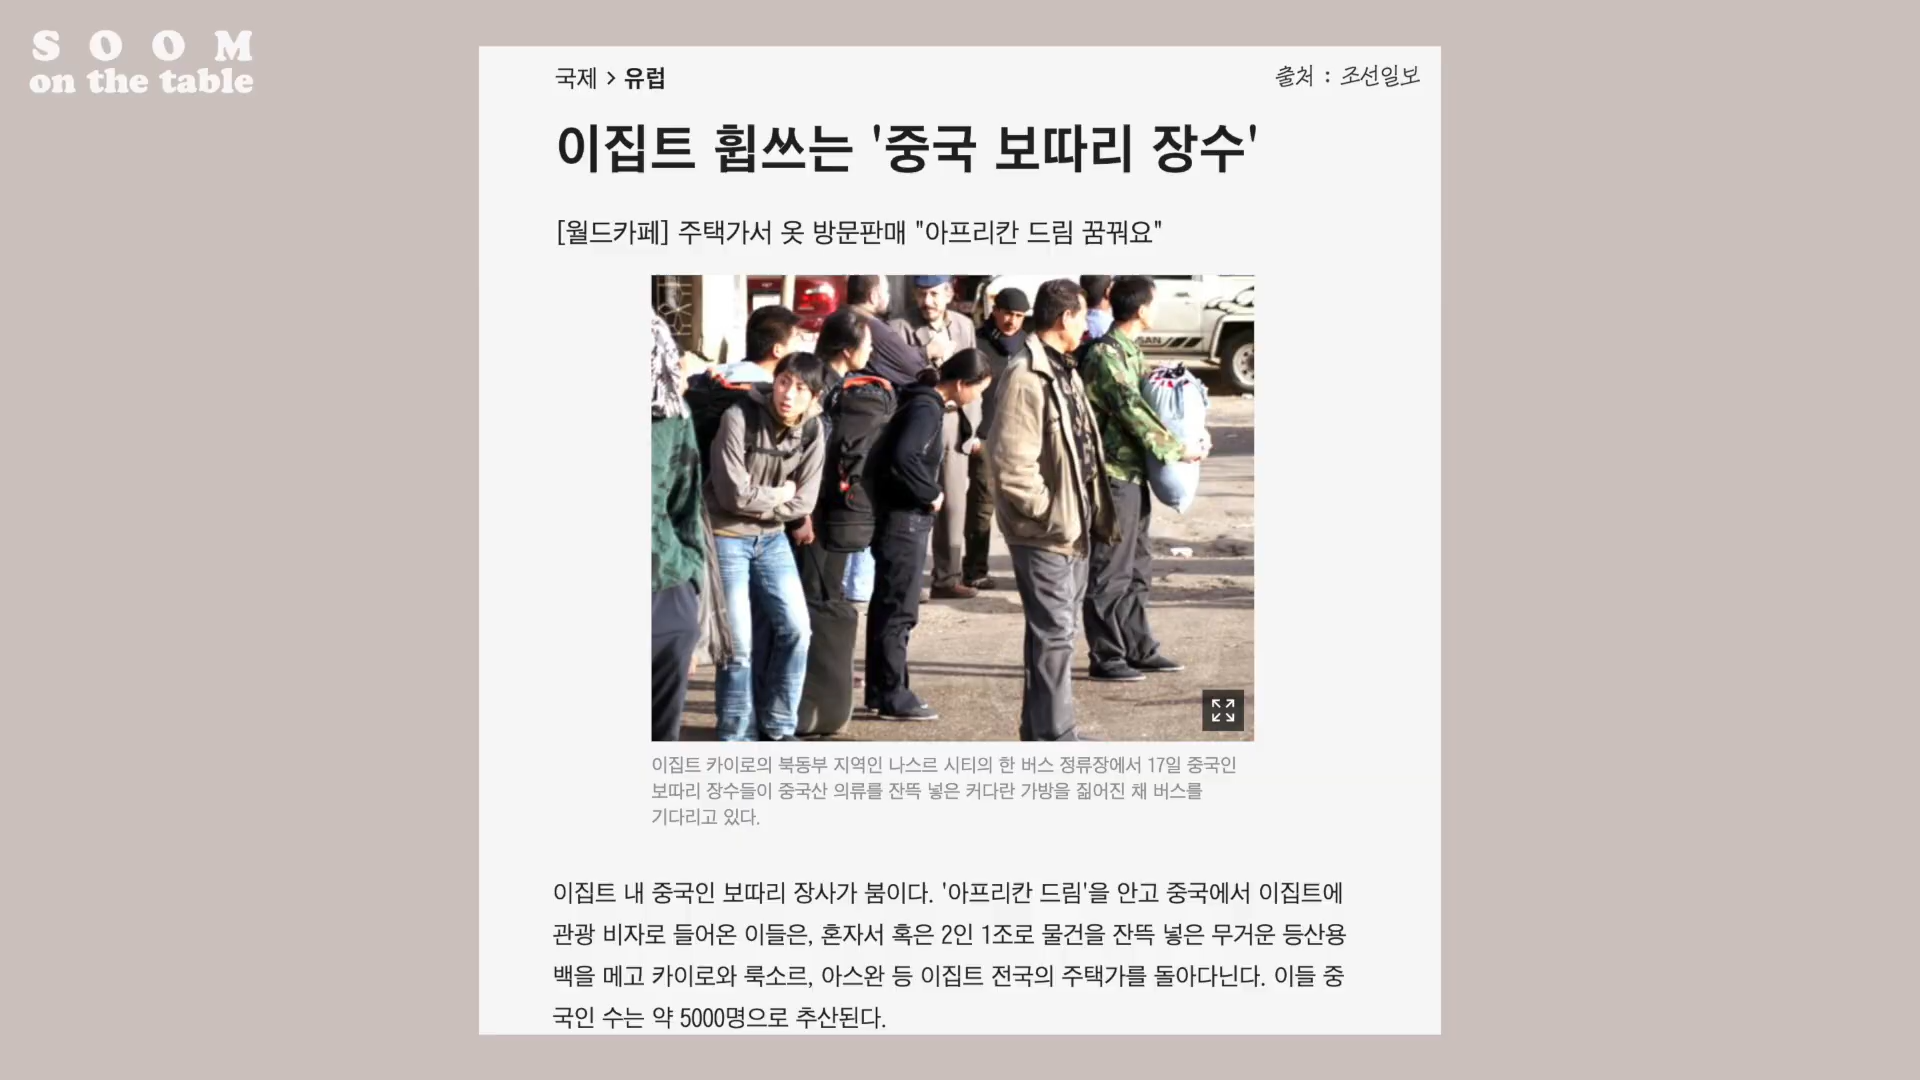 S O O M
on the table
국제 > 유럽
출처 : 조선일보
이집트 휩쓰는 '중국 보따리 장수'
[월드카페] 주택가서 옷 방문판매 "아프리칸 드림 꿈꿔요"
SAN
이집트 카이로의 북동부 지역인 나스르 시티의 한 버스 정류장에서 17일 중국인
보따리 장수들이 중국산 의류를 잔뜩 넣은 커다란 가방을 짊어진 채 버스를
기다리고 있다.
이집트 내 중국인 보따리 장사가 붐이다. '아프리칸 드림'을 안고 중국에서 이집트에
관광 비자로 들어온 이들은, 혼자서 혹은 2인 1조로 물건을 잔뜩 넣은 무거운 등산용
백을 메고 카이로와 룩소르, 아스완 등 이집트 전국의 주택가를 돌아다닌다. 이들 중
국인 수는 약 5000명으로 추산된다.